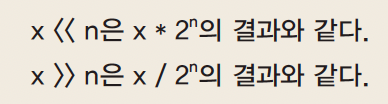 x << n은 x * 2ⁿ의 결과와 같다.
x >> n은 x / 2ⁿ의 결과와 같다.